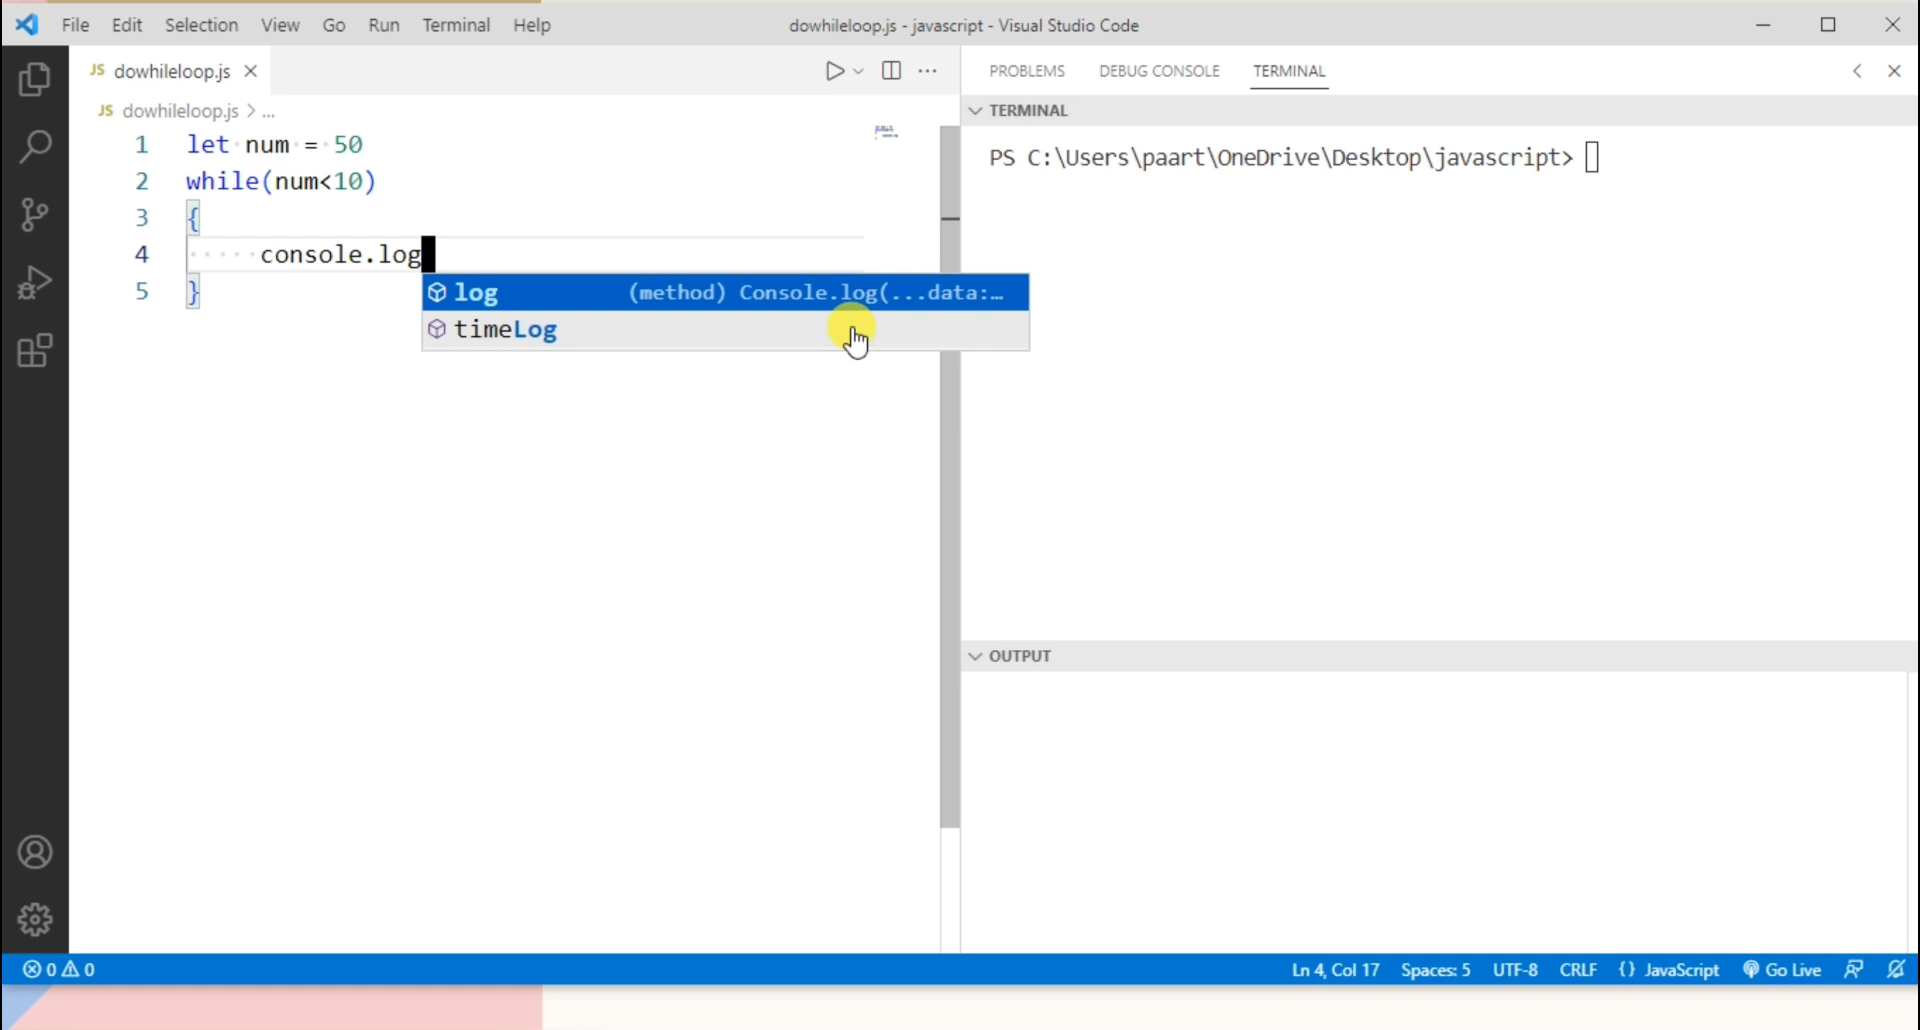 File Edit Selection View Go Run Terminal Help dowhileloop.js - javascript - Visual Studio Code
JS dowhileloop.js
PROBLEMS DEBUG CONSOLE TERMINAL
JS dowhileloop.js > ...
TERMINAL
1 let num = 50
2 while(num<10)
3 {
4 console.log
5 }
log (method) Console.log(...data:…
timeLog
PS C:\Users\paart\OneDrive\Desktop\javascript>
OUTPUT
0 0 Ln 4, Col 17 Spaces: 5 UTF-8 CRLF {} JavaScript Go Live